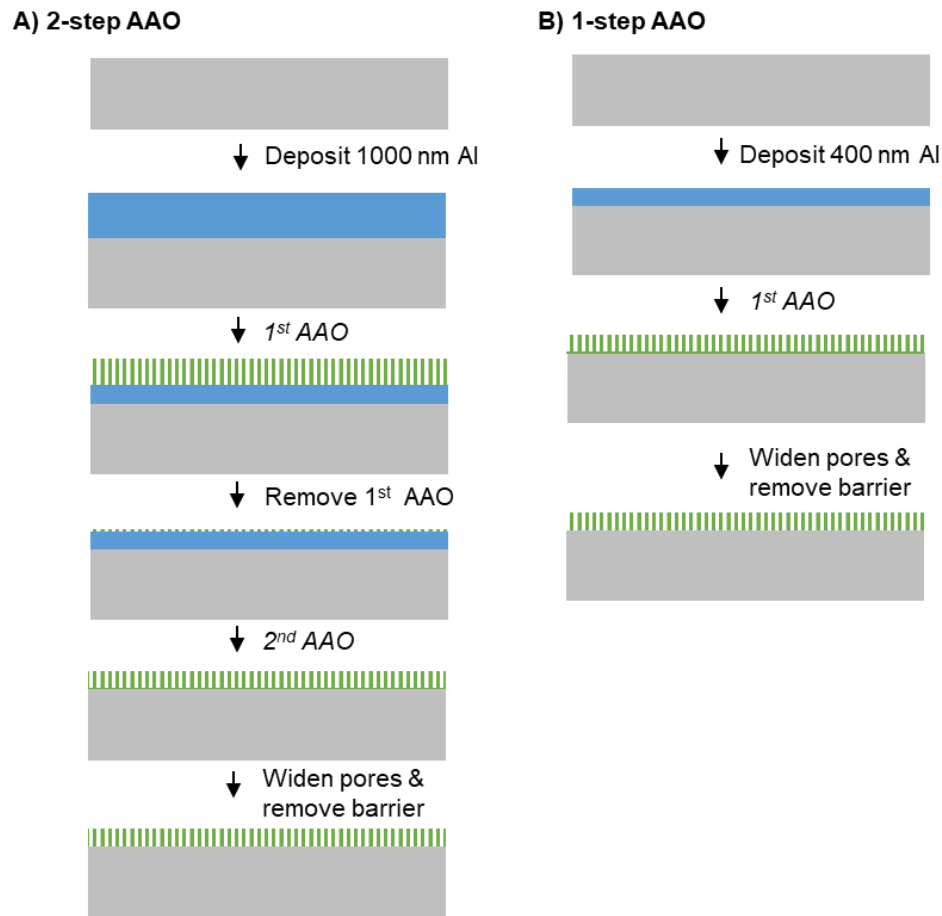 A) 2-step AAO
Deposit 1000 nm Al
1st AAO
Remove 1st AAO
2nd AAO
Widen pores &
remove barrier
B) 1-step AAO
Deposit 400 nm Al
1st AAO
Widen pores &
remove barrier